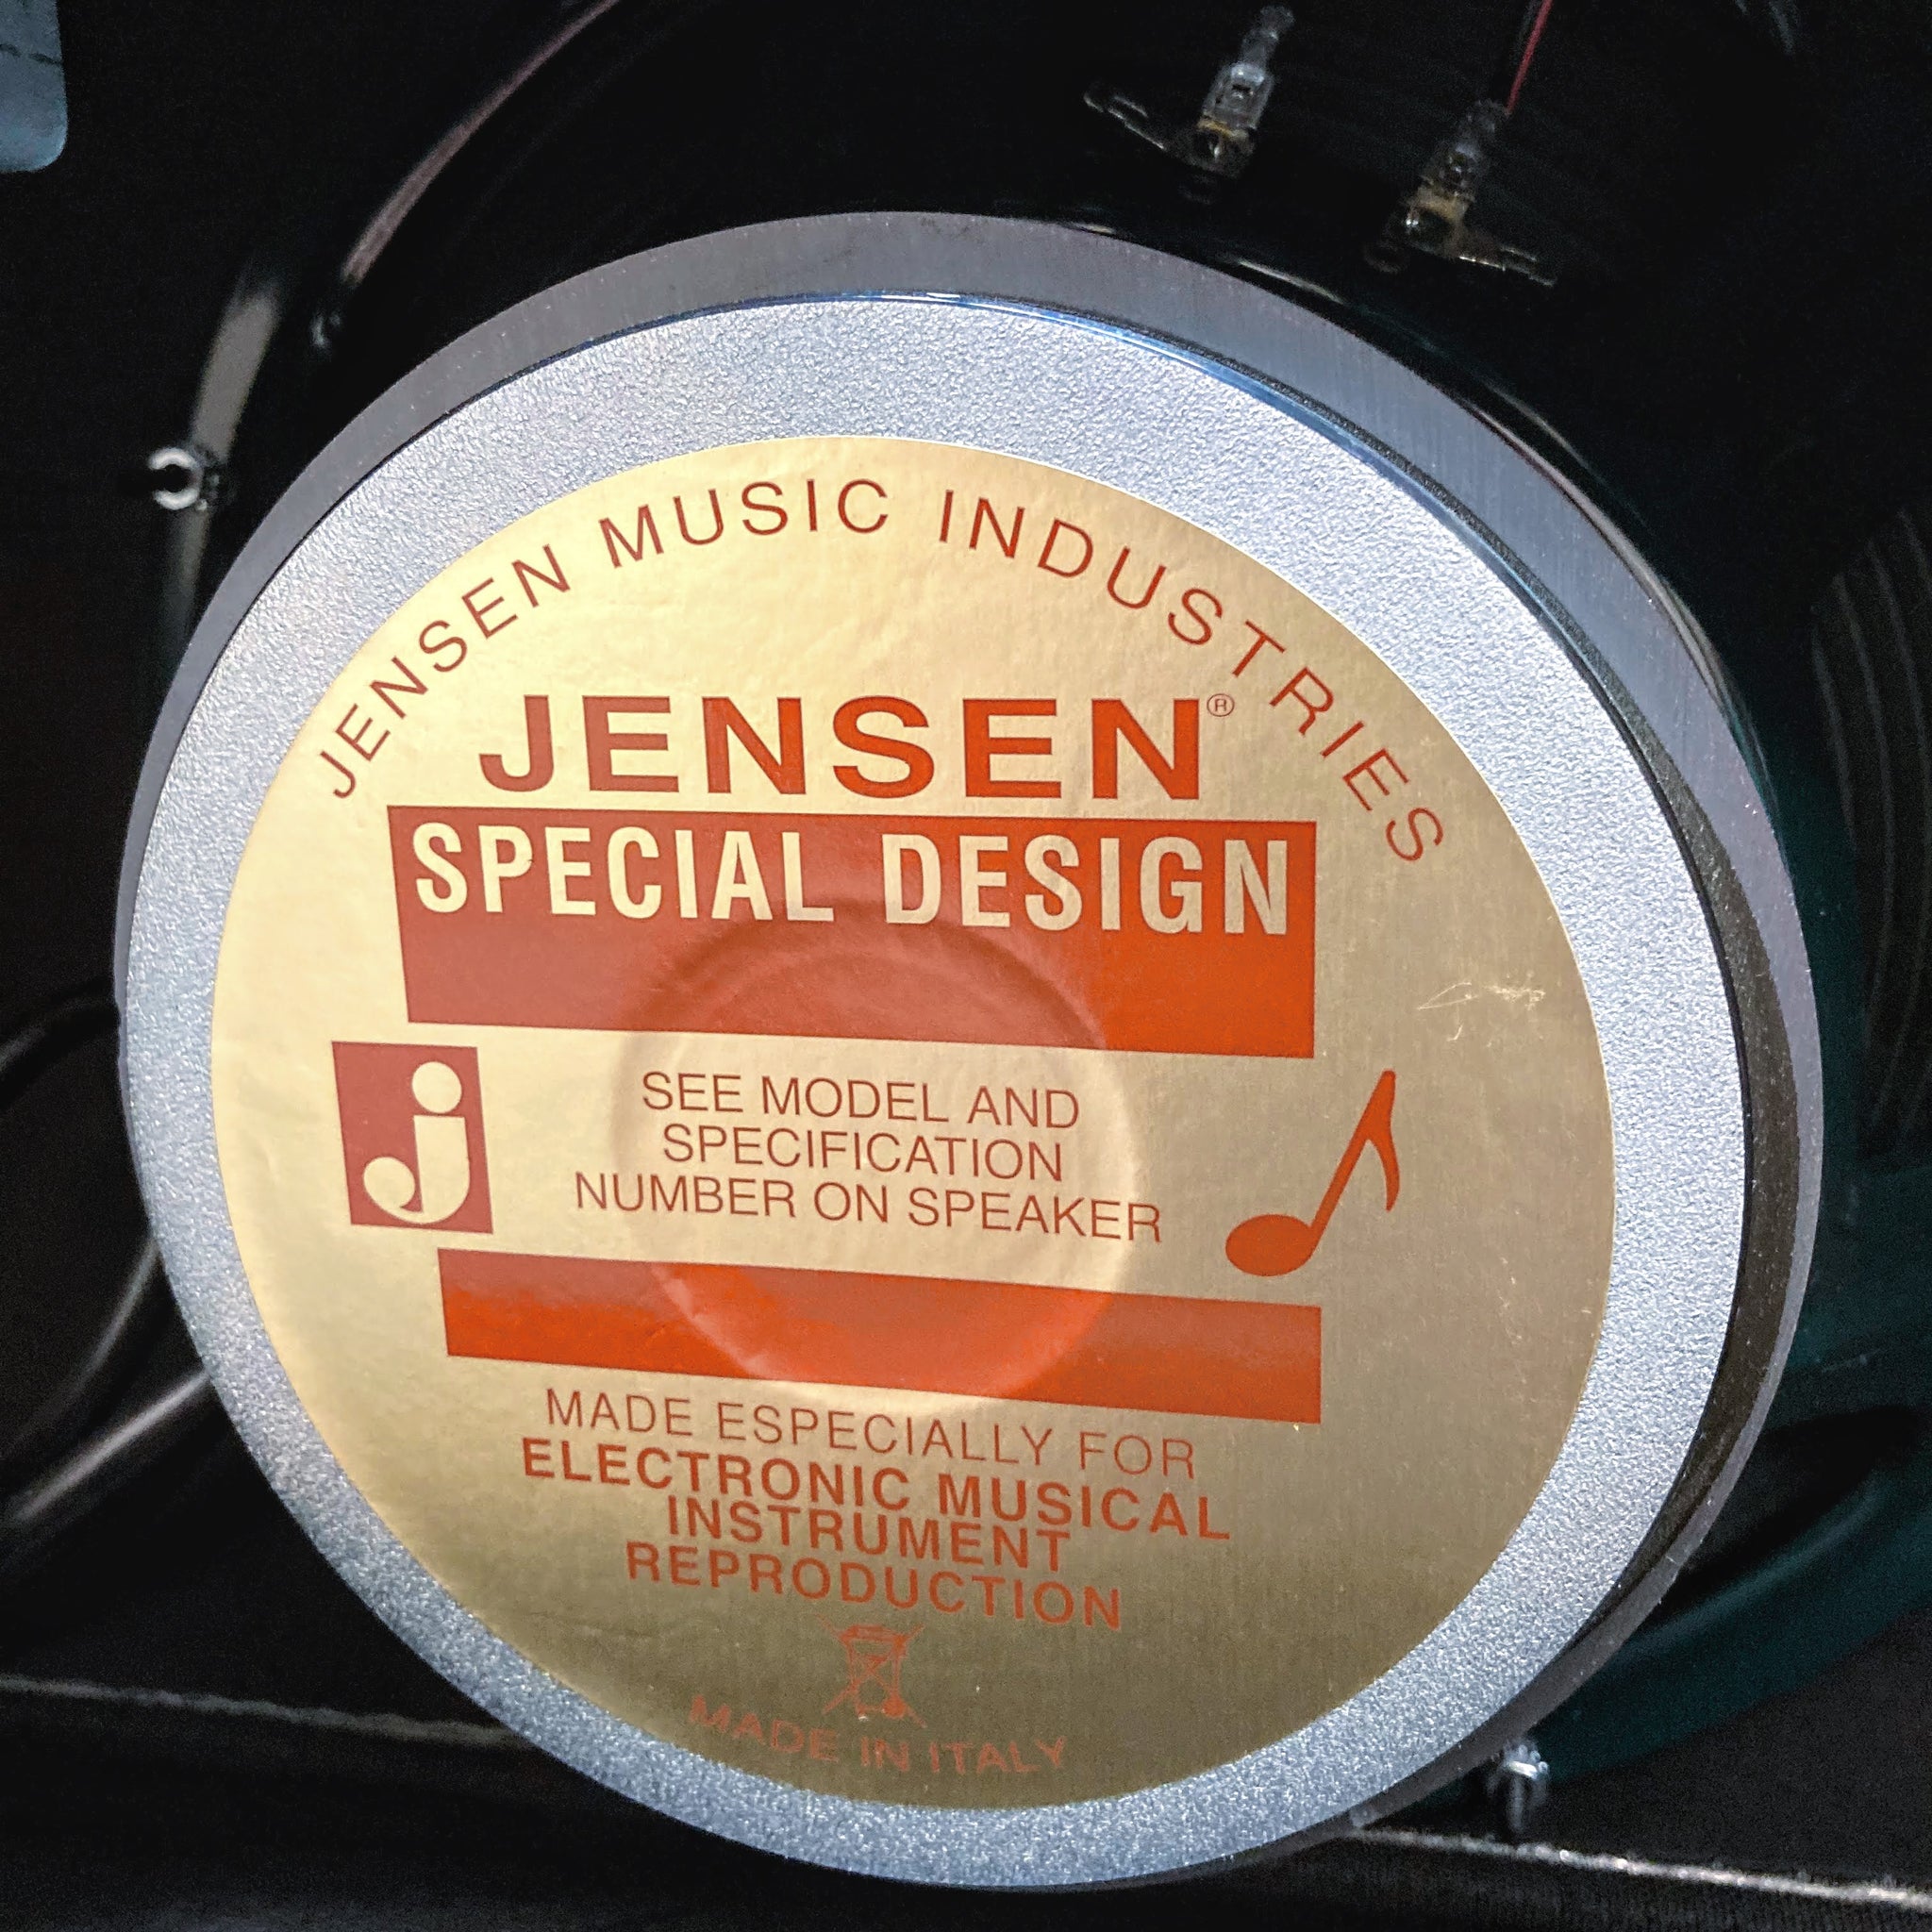 JENSEN MUSIC INDUSTRIES
JENSEN®
SPECIAL DESIGN
j
SEE MODEL AND
SPECIFICATION
NUMBER ON SPEAKER
MADE ESPECIALLY FOR
ELECTRONIC MUSICAL
INSTRUMENT
REPRODUCTION
MADE IN ITALY